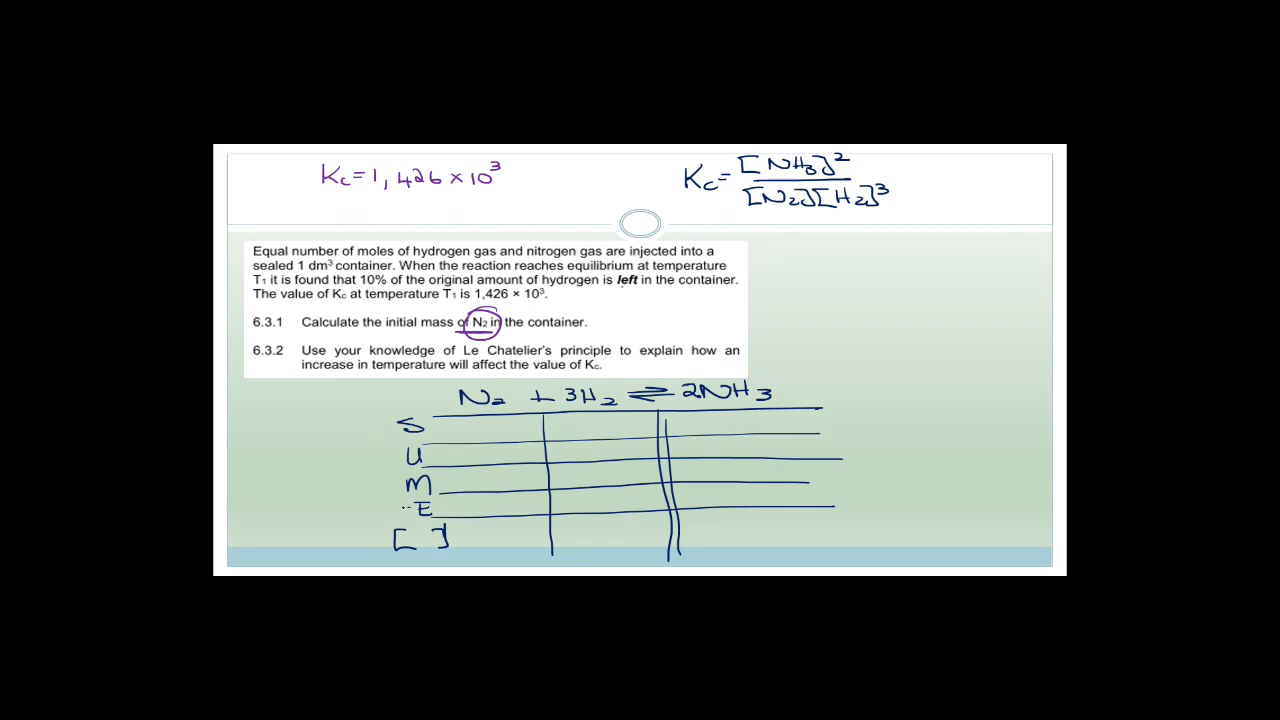 Kc = 1,426 × 10³
Kc = [NH₃]² / [N₂][H₂]³
Equal number of moles of hydrogen gas and nitrogen gas are injected into a
sealed 1 dm³ container. When the reaction reaches equilibrium at temperature
T₁ it is found that 10% of the original amount of hydrogen is left in the container.
The value of Kc at temperature T₁ is 1,426 × 10³.
6.3.1 Calculate the initial mass of N₂ in the container.
6.3.2 Use your knowledge of Le Chatelier's principle to explain how an
increase in temperature will affect the value of Kc.
N₂ + 3H₂ ⇌ 2NH₃
S
U
M
E
[ ]